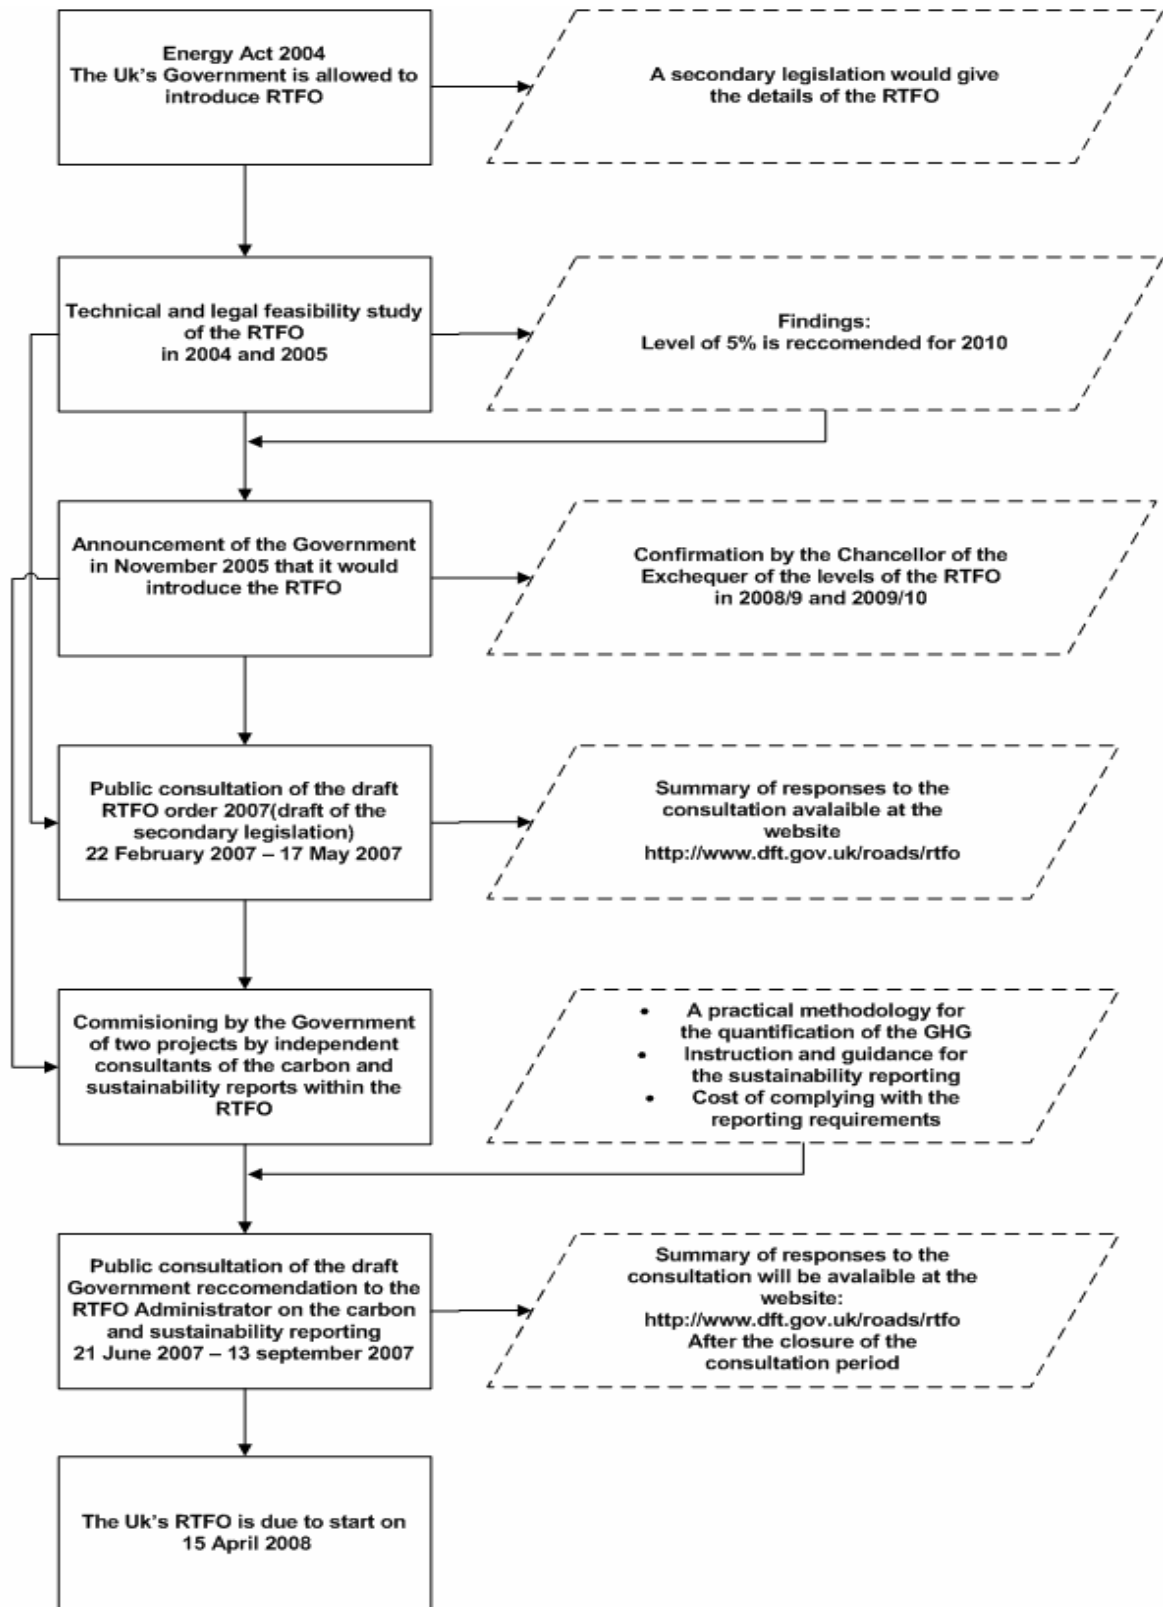 Energy Act 2004
The Uk's Government is allowed to
introduce RTFO
A secondary legislation would give
the details of the RTFO
Technical and legal feasibility study
of the RTFO
in 2004 and 2005
Findings:
Level of 5% is reccomended for 2010
Announcement of the Government
in November 2005 that it would
introduce the RTFO
Confirmation by the Chancellor of the
Exchequer of the levels of the RTFO
in 2008/9 and 2009/10
Public consultation of the draft
RTFO order 2007(draft of the
secondary legislation)
22 February 2007 – 17 May 2007
Summary of responses to the
consultation avalaible at the
website
http://www.dft.gov.uk/roads/rtfo
Commisioning by the Government
of two projects by independent
consultants of the carbon and
sustainability reports within the
RTFO
• A practical methodology for
the quantification of the GHG
• Instruction and guidance for
the sustainability reporting
• Cost of complying with the
reporting requirements
Public consultation of the draft
Government reccomendation to the
RTFO Administrator on the carbon
and sustainability reporting
21 June 2007 – 13 september 2007
Summary of responses to the
consultation will be avalaible at the
website:
http://www.dft.gov.uk/roads/rtfo
After the closure of the
consultation period
The Uk's RTFO is due to start on
15 April 2008